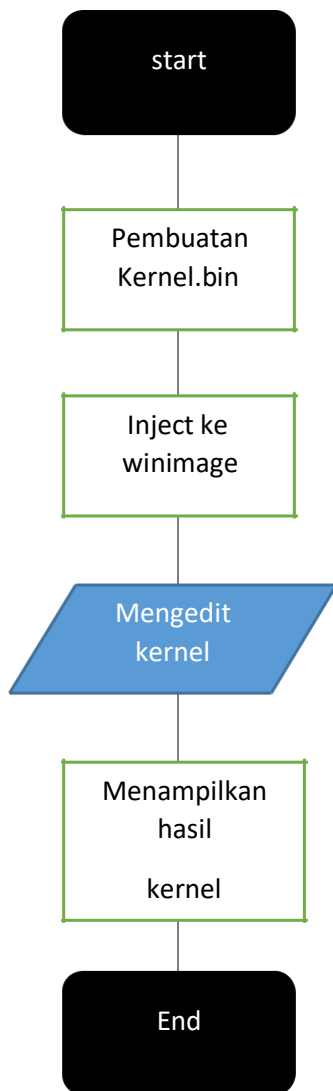 start
Pembuatan
Kernel.bin
Inject ke
winimage
Mengedit
kernel
Menampilkan
hasil
kernel
End